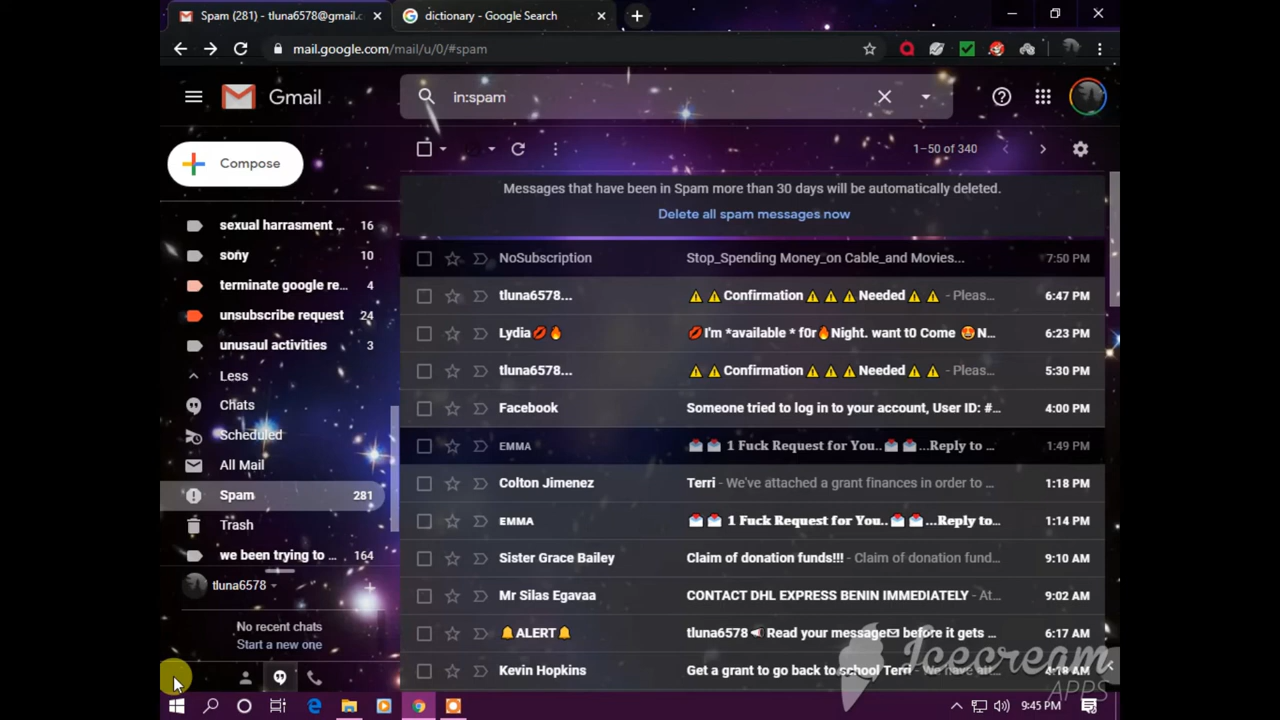 Spam (281) - tluna6578@gmail.c
dictionary - Google Search
mail.google.com/mail/u/0/#spam
Gmail
in:spam
Compose
1–50 of 340
Messages that have been in Spam more than 30 days will be automatically deleted.
Delete all spam messages now
sexual harrasment ... 16
sony 10
terminate google re... 4
unsubscribe request 24
unusaul activities 3
Less
Chats
Scheduled
All Mail
Spam 281
Trash
we been trying to ... 164
tluna6578
No recent chats
Start a new one
NoSubscription Stop_Spending Money_on Cable_and Movies... 7:50 PM
tluna6578... ⚠️ ⚠️ Confirmation ⚠️ ⚠️ ⚠️ Needed ⚠️ ⚠️ - Pleas... 6:47 PM
Lydia💋🔥 💋I'm *available * f0r🔥Night. want t0 Come 🤩N... 6:23 PM
tluna6578... ⚠️ ⚠️ Confirmation ⚠️ ⚠️ ⚠️ Needed ⚠️ ⚠️ - Pleas... 5:30 PM
Facebook Someone tried to log in to your account, User ID: #... 4:00 PM
EMMA 📩 📩 1 Fuck Request for You..📩 📩...Reply to ... 1:49 PM
Colton Jimenez Terri - We've attached a grant finances in order to ... 1:18 PM
EMMA 📩 📩 1 Fuck Request for You..📩 📩...Reply to... 1:14 PM
Sister Grace Bailey Claim of donation funds!!! - Claim of donation fund... 9:10 AM
Mr Silas Egavaa CONTACT DHL EXPRESS BENIN IMMEDIATELY - At... 9:02 AM
🔔ALERT🔔 tluna6578 📢Read your message✉ before it gets ... 6:17 AM
Kevin Hopkins Get a grant to go back to school Terri - We have att... 4:18 AM
Icecream
APPS
9:45 PM